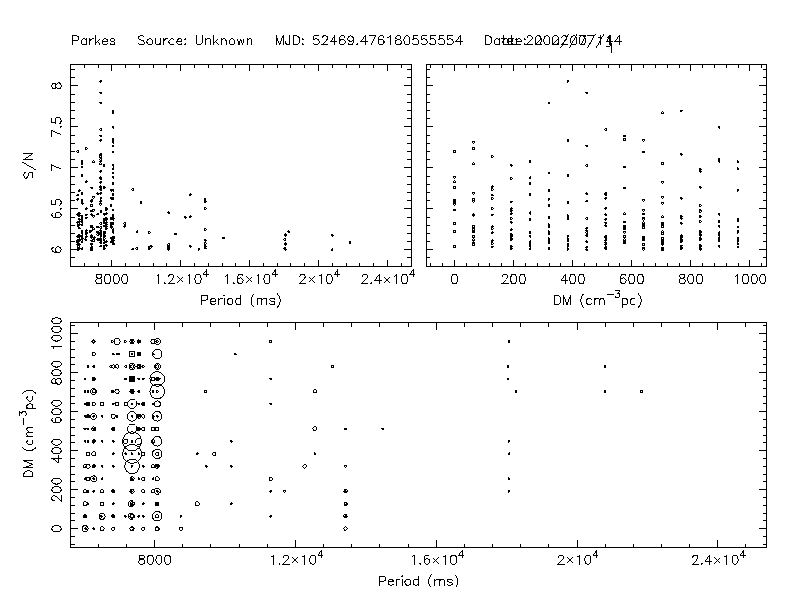 Parkes Source: Unknown MJD: 52469.476180555554
S/N
8
7.5
7
6.5
6
8000 1.2×10⁴ 1.6×10⁴ 2×10⁴ 2.4×10⁴
Period (ms)
0 200 400 600 800 1000
DM (cm⁻³pc)
DM (cm⁻³pc)
1000
800
600
400
200
0
8000 1.2×10⁴ 1.6×10⁴ 2×10⁴ 2.4×10⁴
Period (ms)